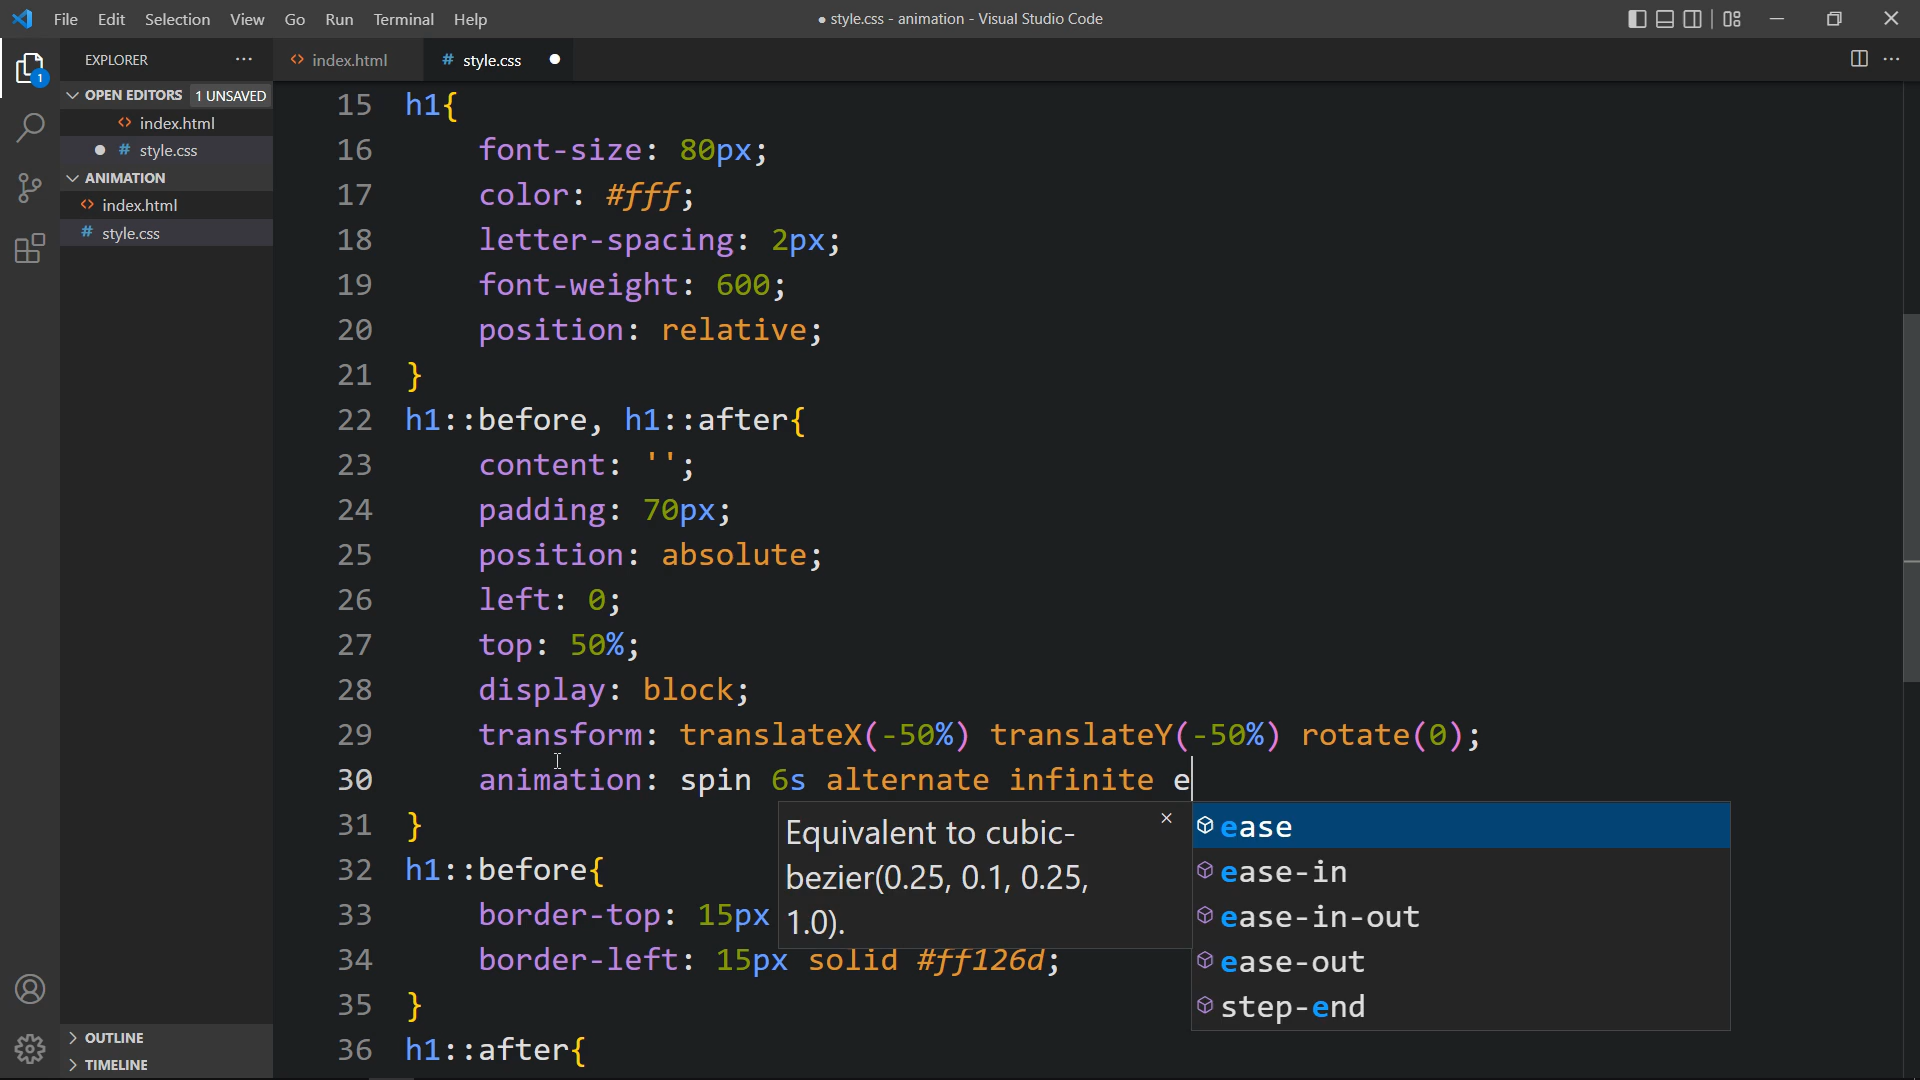 File Edit Selection View Go Run Terminal Help
● style.css - animation - Visual Studio Code
EXPLORER
OPEN EDITORS 1 UNSAVED
index.html
style.css
ANIMATION
index.html
style.css
OUTLINE
TIMELINE
1
index.html
# style.css
15 h1{
16 font-size: 80px;
17 color: #fff;
18 letter-spacing: 2px;
19 font-weight: 600;
20 position: relative;
21 }
22 h1::before, h1::after{
23 content: '';
24 padding: 70px;
25 position: absolute;
26 left: 0;
27 top: 50%;
28 display: block;
29 transform: translateX(-50%) translateY(-50%) rotate(0);
30 animation: spin 6s alternate infinite e
31 }
32 h1::before{
33 border-top: 15px
34 border-left: 15px solid #ff126d;
35 }
36 h1::after{
Equivalent to cubic-
bezier(0.25, 0.1, 0.25,
1.0).
ease
ease-in
ease-in-out
ease-out
step-end